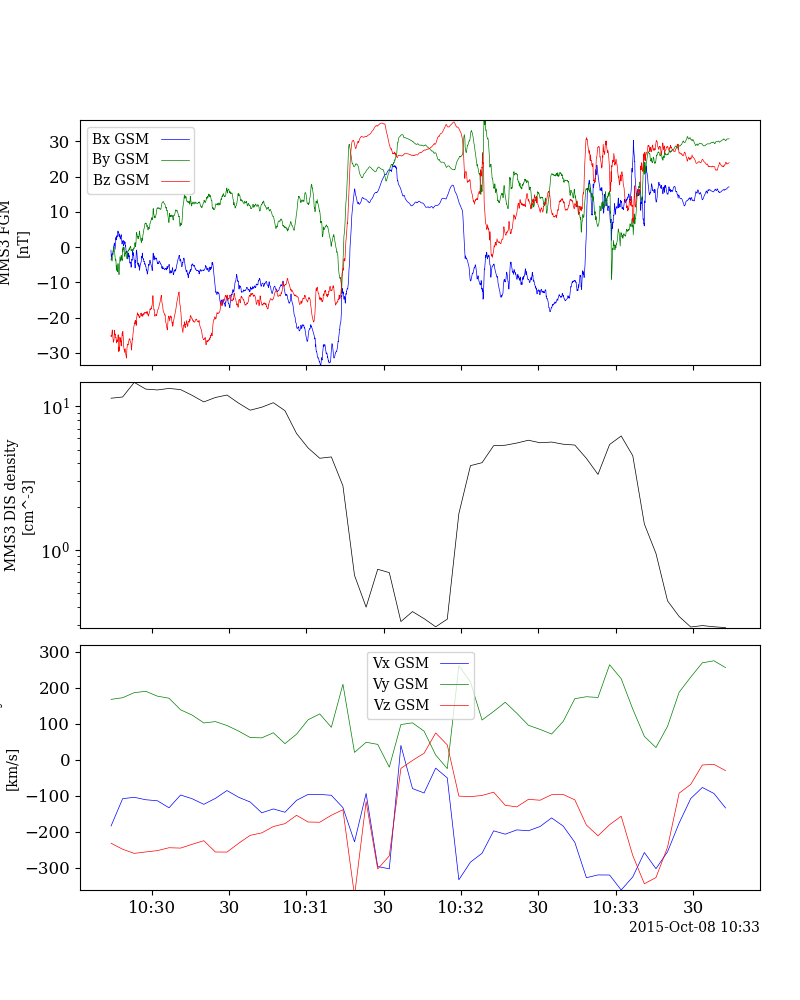 MMS3 FGM
[nT]
30
20
10
0
−10
−20
−30
Bx GSM
By GSM
Bz GSM
MMS3 DIS density
[cm^-3]
10^1
10^0
[km/s]
300
200
100
0
−100
−200
−300
Vx GSM
Vy GSM
Vz GSM
10:30 30 10:31 30 10:32 30 10:33 30
2015-Oct-08 10:33